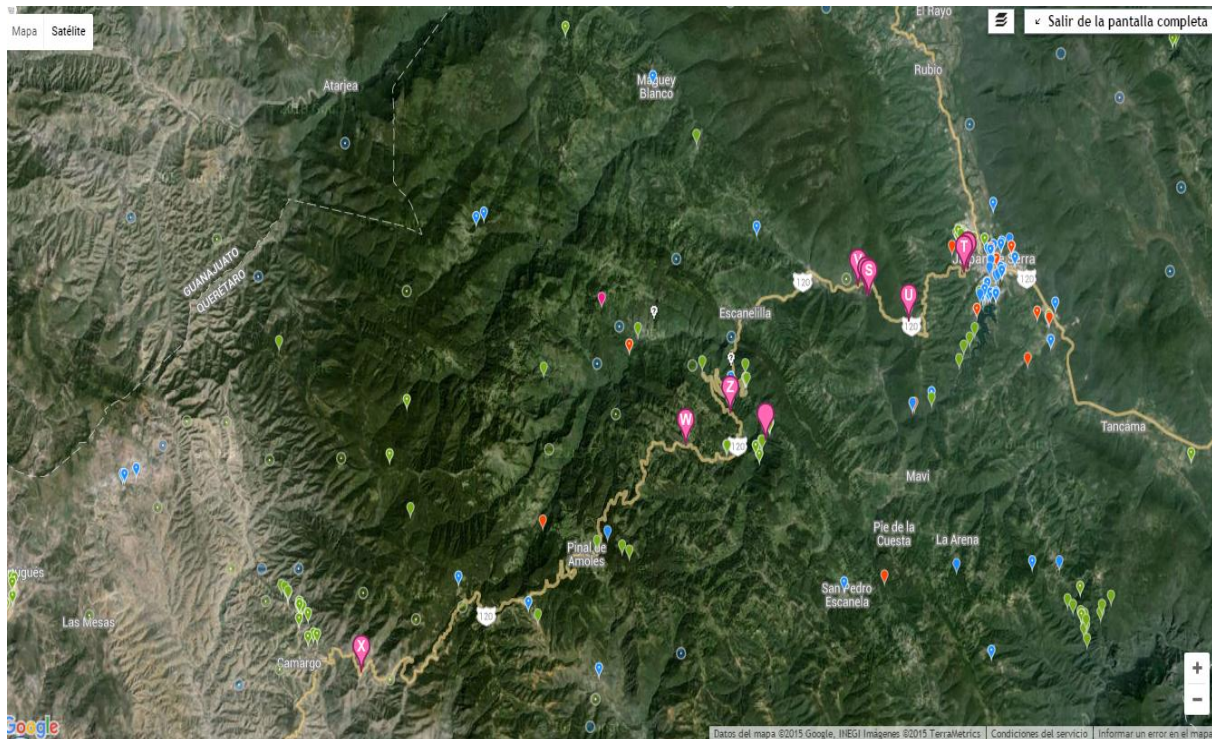 Mapa
Satélite
El Rayo
Salir de la pantalla completa
Rubio
Atarjea
Maguey
Blanco
GUANAJUATO
QUERÉTARO
T
S
U
120
120
120
Escanelilla
Z
W
120
Tancama
Mavi
Pinal de
Amoles
Pie de la
Cuesta
La Arena
San Pedro
Escanela
120
Las Mesas
X
Camargo
+
−
Google
Datos del mapa ©2015 Google, INEGI Imágenes ©2015 TerraMetrics
Condiciones del servicio
Informar un error en el mapa